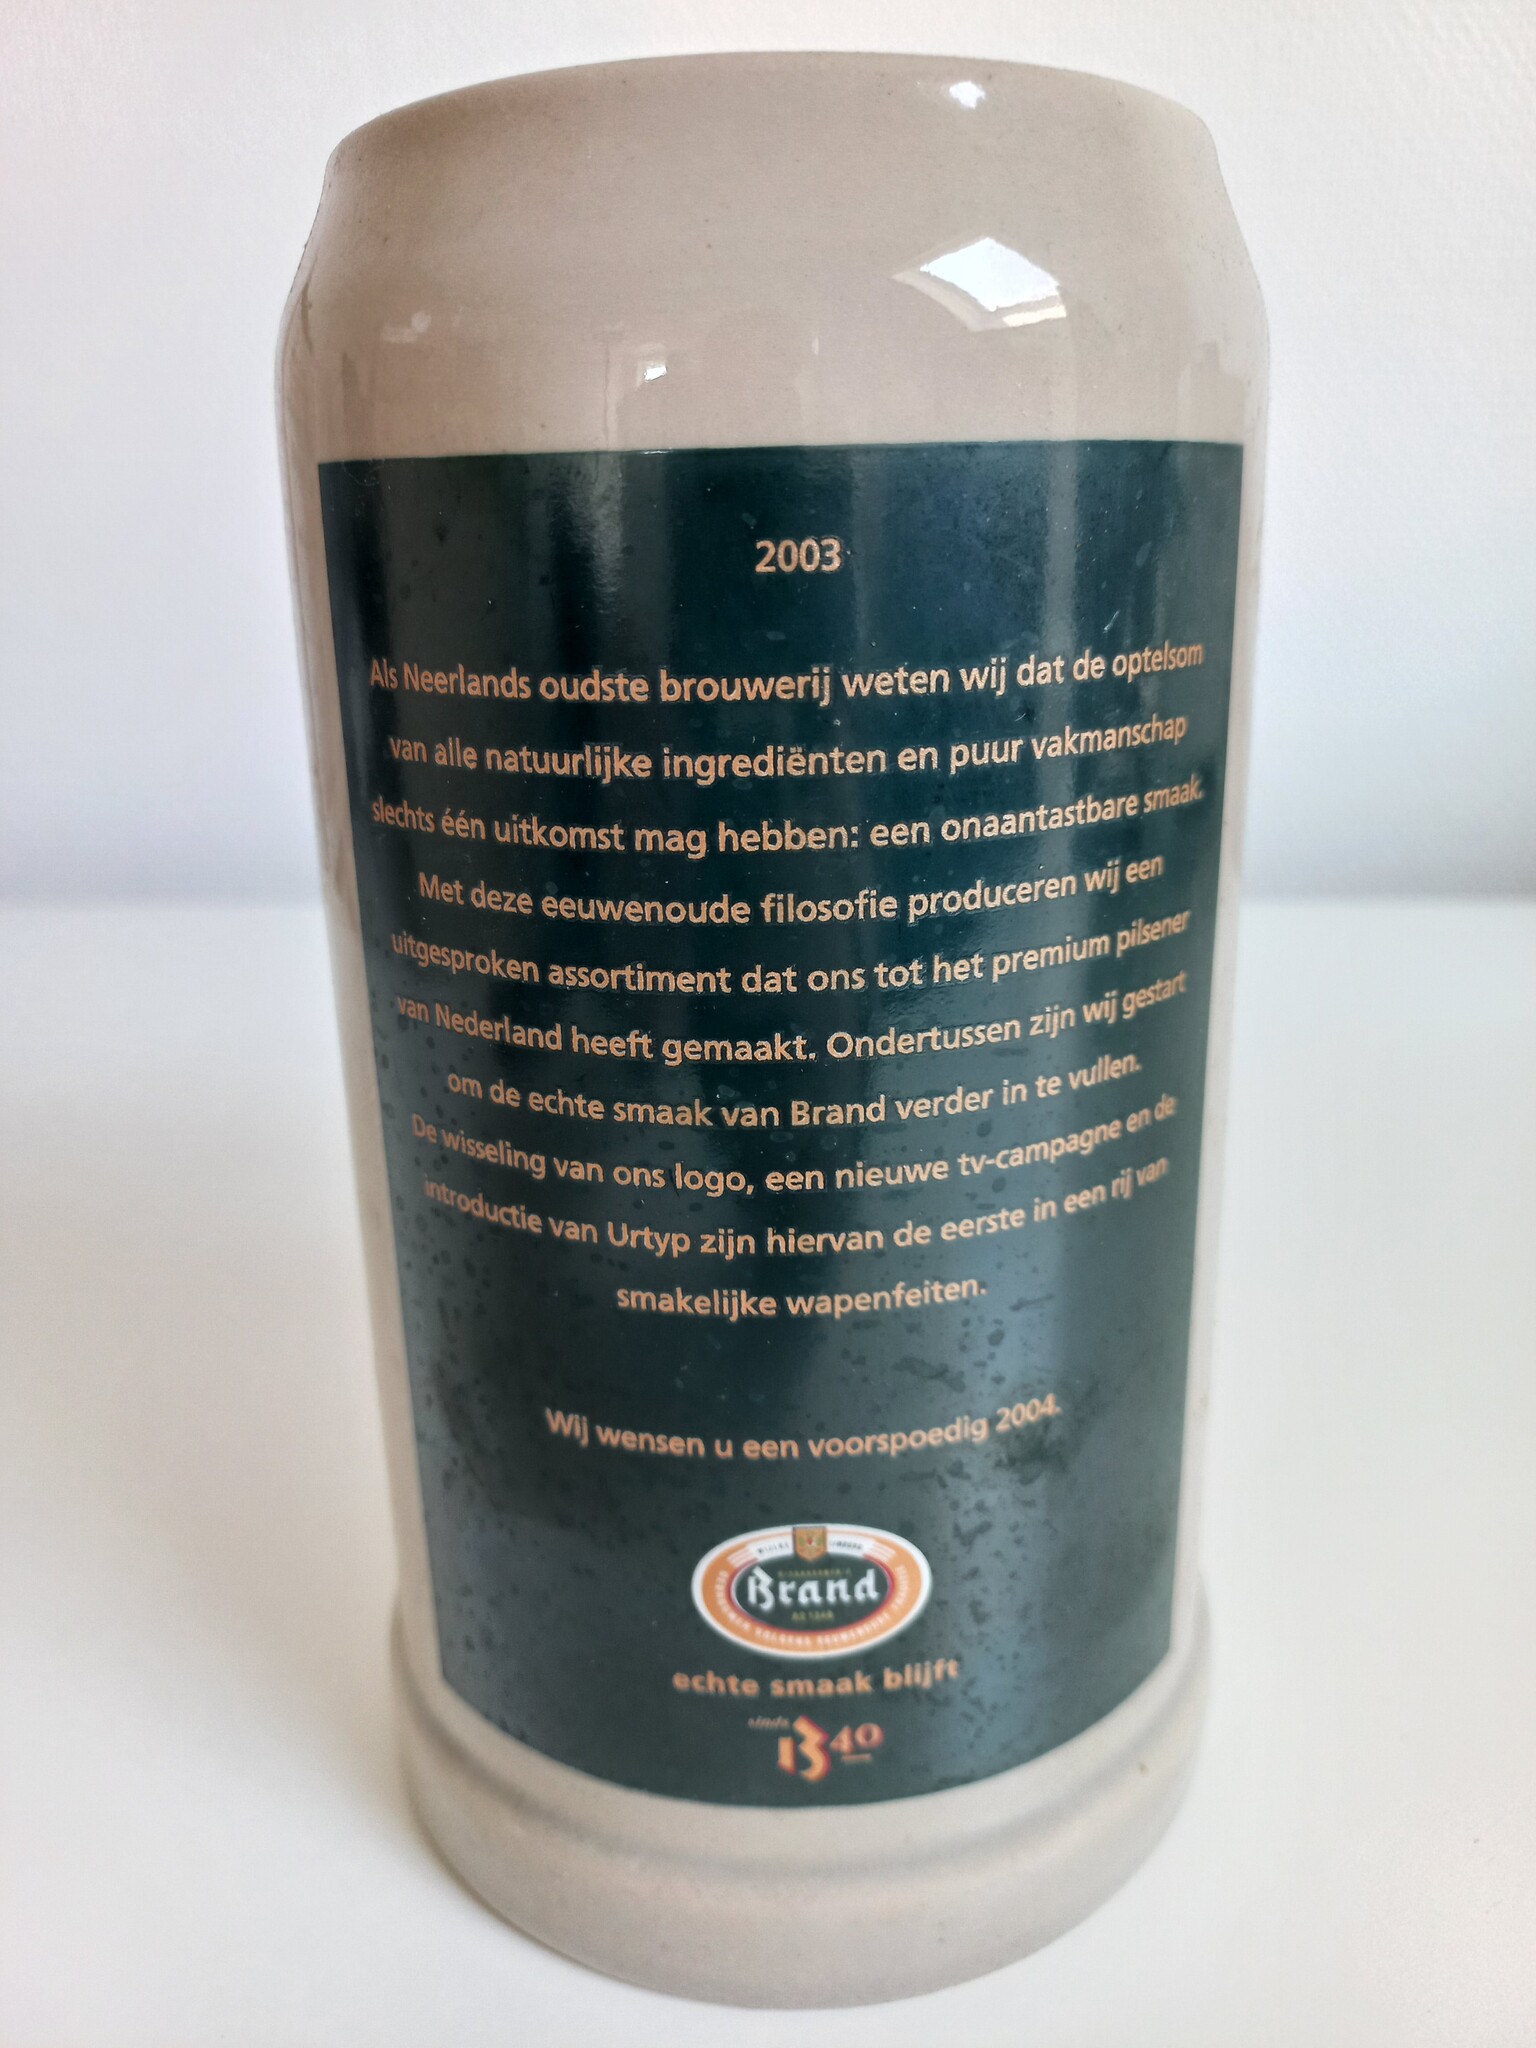 2003
Als Neerlands oudste brouwerij weten wij dat de optelsom
van alle natuurlijke ingrediënten en puur vakmanschap
slechts één uitkomst mag hebben: een onaantastbare smaak.
Met deze eeuwenoude filosofie produceren wij een
uitgesproken assortiment dat ons tot het premium pilsener
van Nederland heeft gemaakt. Ondertussen zijn wij gestart
om de echte smaak van Brand verder in te vullen.
De wisseling van ons logo, een nieuwe tv-campagne en de
introductie van Urtyp zijn hiervan de eerste in een rij van
smakelijke wapenfeiten.
Wij wensen u een voorspoedig 2004.
Brand
echte smaak blijft
sinds
1340